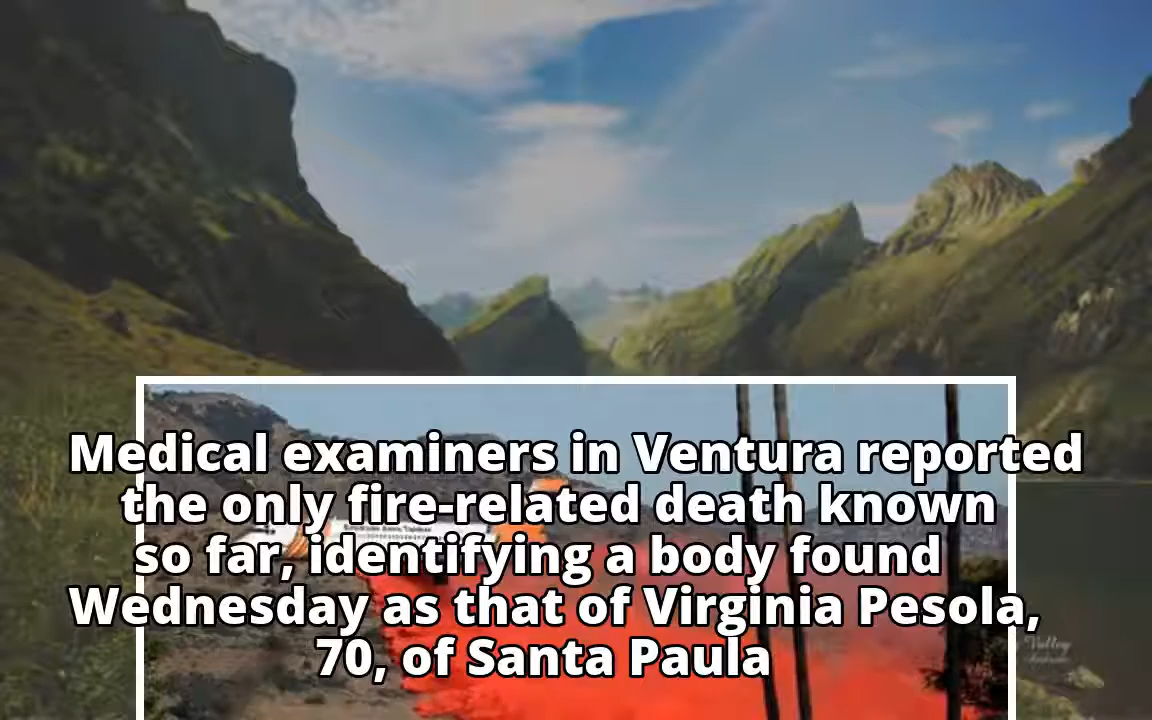 Medical examiners in Ventura reported
the only fire-related death known
so far, identifying a body found
Wednesday as that of Virginia Pesola,
70, of Santa Paula
Valley